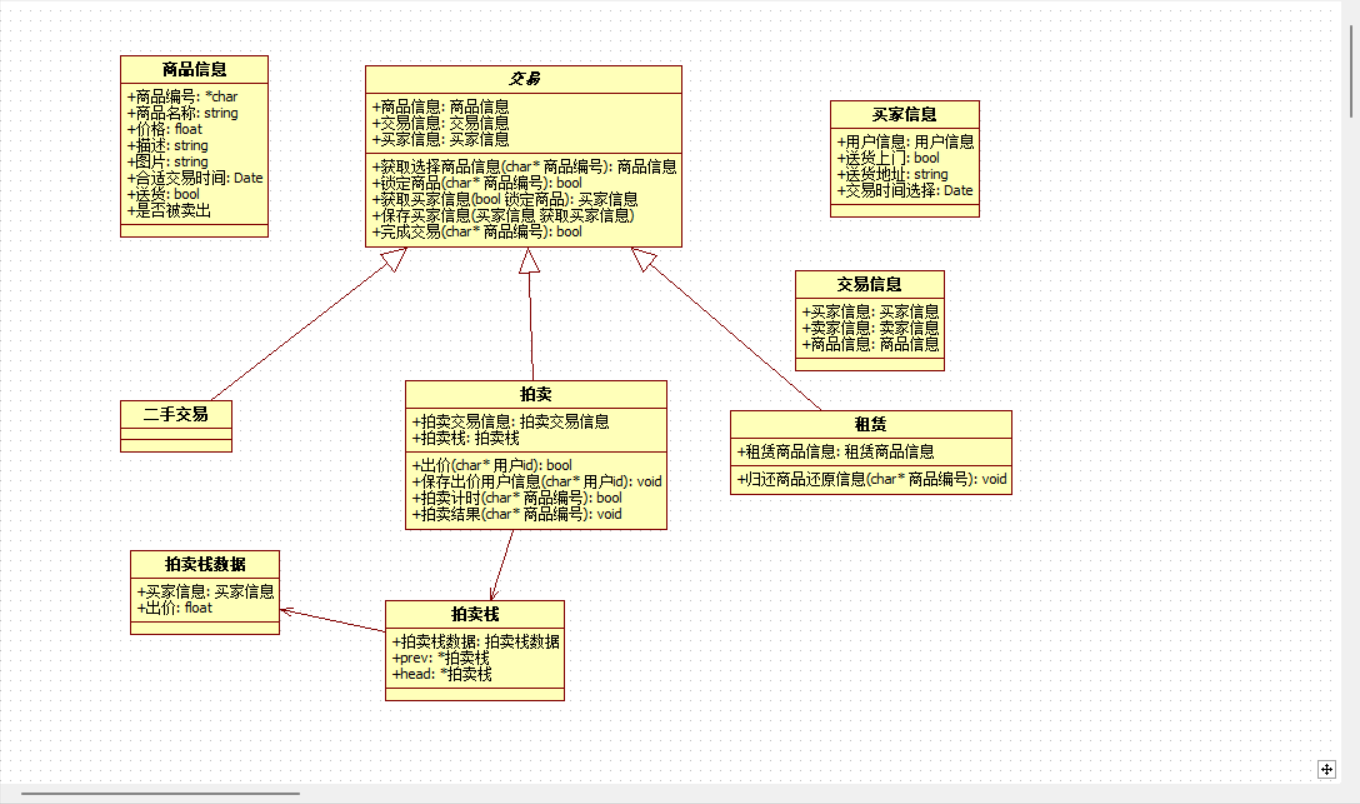 商品信息
+商品编号: *char
+商品名称: string
+价格: float
+描述: string
+图片: string
+合适交易时间: Date
+送货: bool
+是否被卖出
交易
+商品信息: 商品信息
+交易信息: 交易信息
+买家信息: 买家信息
+获取选择商品信息(char* 商品编号): 商品信息
+锁定商品(char* 商品编号): bool
+获取买家信息(bool 锁定商品): 买家信息
+保存买家信息(买家信息 获取买家信息)
+完成交易(char* 商品编号): bool
买家信息
+用户信息: 用户信息
+送货上门: bool
+送货地址: string
+交易时间选择: Date
交易信息
+买家信息: 买家信息
+卖家信息: 卖家信息
+商品信息: 商品信息
二手交易
拍卖
+拍卖交易信息: 拍卖交易信息
+拍卖栈: 拍卖栈
+出价(char* 用户id): bool
+保存出价用户信息(char* 用户id): void
+拍卖计时(char* 商品编号): bool
+拍卖结果(char* 商品编号): void
租赁
+租赁商品信息: 租赁商品信息
+归还商品还原信息(char* 商品编号): void
拍卖栈数据
+买家信息: 买家信息
+出价: float
拍卖栈
+拍卖栈数据: 拍卖栈数据
+prev: *拍卖栈
+head: *拍卖栈